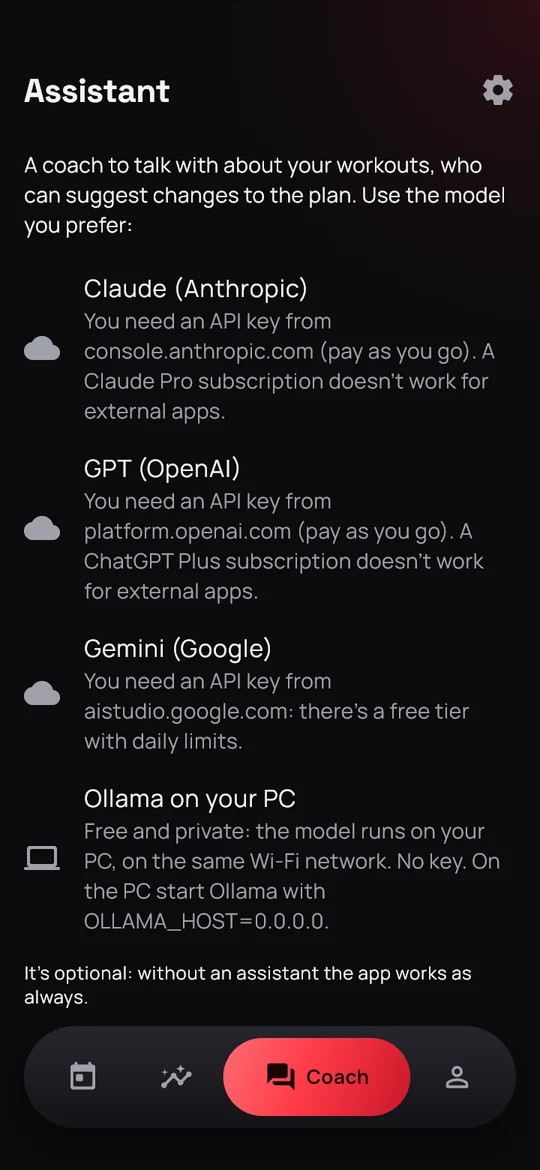 Assistant
A coach to talk with about your workouts, who
can suggest changes to the plan. Use the model
you prefer:
Claude (Anthropic)
You need an API key from
console.anthropic.com (pay as you go). A
Claude Pro subscription doesn't work for
external apps.
GPT (OpenAI)
You need an API key from
platform.openai.com (pay as you go). A
ChatGPT Plus subscription doesn't work
for external apps.
Gemini (Google)
You need an API key from
aistudio.google.com: there's a free tier
with daily limits.
Ollama on your PC
Free and private: the model runs on your
PC, on the same Wi-Fi network. No key. On
the PC start Ollama with
OLLAMA_HOST=0.0.0.0.
It's optional: without an assistant the app works as
always.
Coach